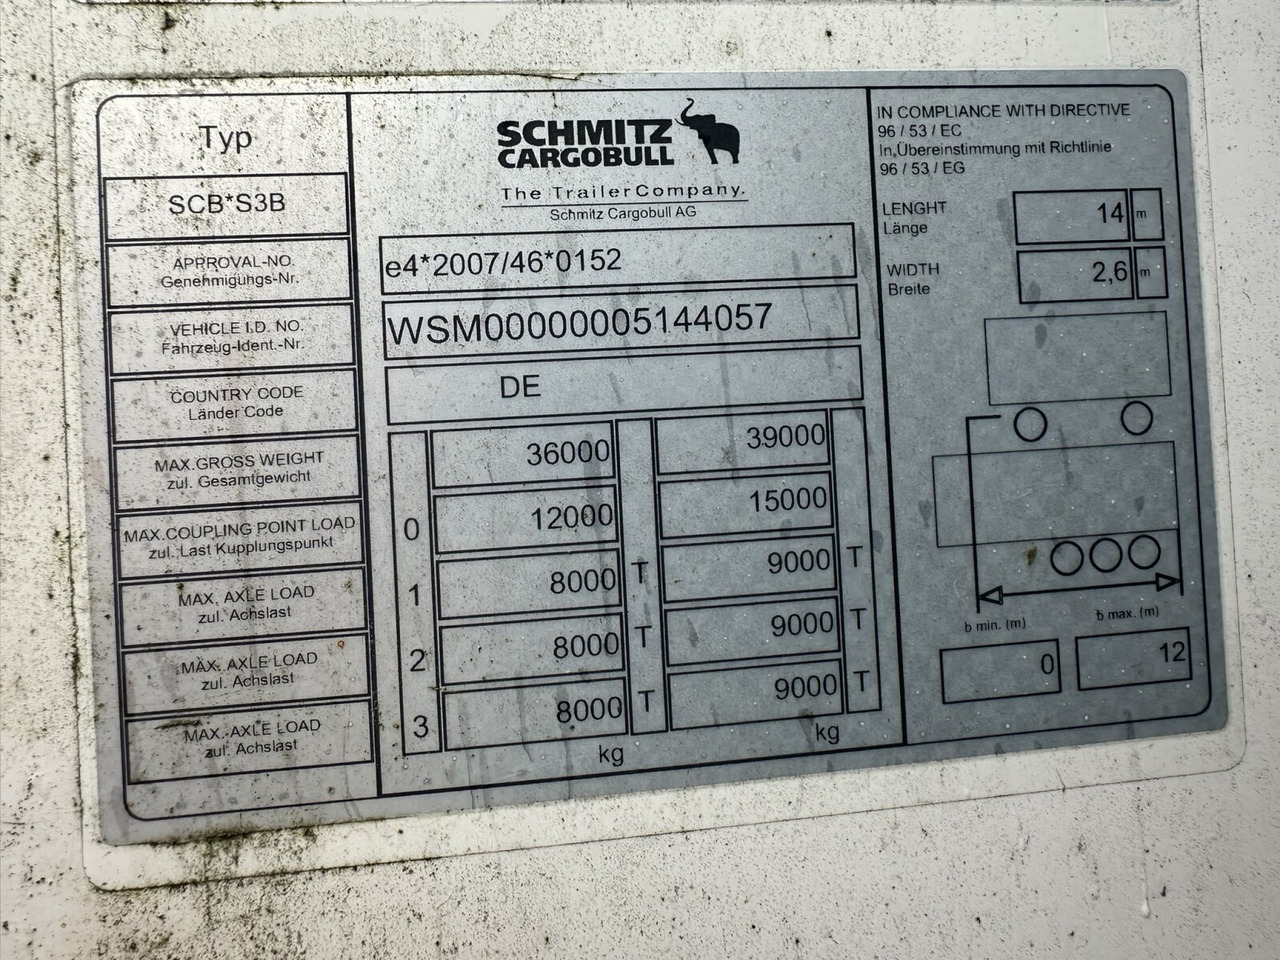 Typ
SCB*S3B
APPROVAL-NO.
Genehmigungs-Nr.
VEHICLE I.D. NO.
Fahrzeug-Ident.-Nr.
COUNTRY CODE
Länder Code
MAX.GROSS WEIGHT
zul. Gesamtgewicht
MAX.COUPLING POINT LOAD
zul. Last Kupplungspunkt
MAX. AXLE LOAD
zul. Achslast
MAX. AXLE LOAD
zul. Achslast
MAX. AXLE LOAD
zul. Achslast
SCHMITZ
CARGOBULL
The TrailerCompany.
Schmitz Cargobull AG
e4*2007/46*0152
WSM00000005144057
DE
36000 39000
0 12000 15000
1 8000 T 9000 T
2 8000 T 9000 T
3 8000 T 9000 T
kg kg
IN COMPLIANCE WITH DIRECTIVE
96 / 53 / EC
In Übereinstimmung mit Richtlinie
96 / 53 / EG
LENGHT
Länge
14 m
WIDTH
Breite
2,6 m
b min. (m) b max. (m)
0 12